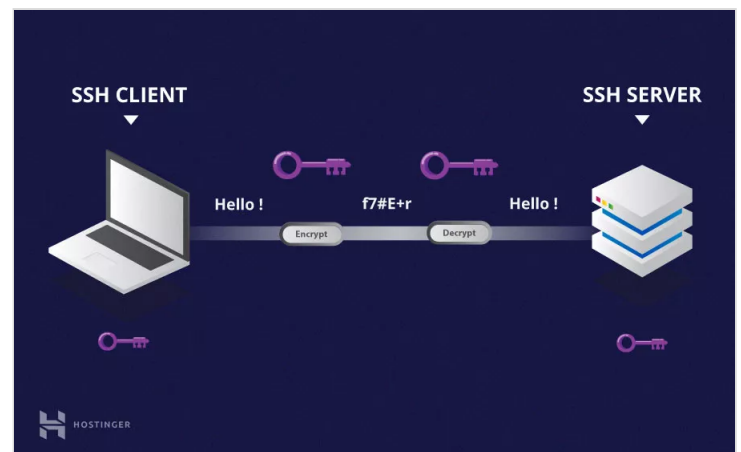 SSH CLIENT
SSH SERVER
Hello !
f7#E+r
Hello !
Encrypt
Decrypt
HOSTINGER